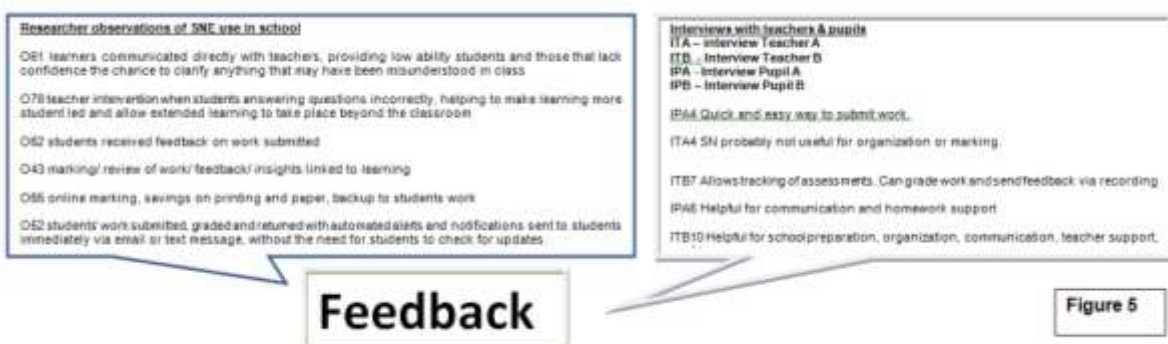 Researcher observations of SNE use in school
O61 learners communicated directly with teachers, providing low ability students and those that lack
confidence the chance to clarify anything that may have been misunderstood in class
O78 teacher intervention when students answering questions incorrectly, helping to make learning more
student led and allow extended learning to take place beyond the classroom
O62 students received feedback on work submitted
O43 marking/ review of work/ feedback/ insights linked to learning
online marking, savings on printing and paper, backup to students work
O52 students' work submitted, graded and returned with automated alerts and notifications sent to students
immediately via email or text message, without the need for students to check for updates
Interviews with teachers & pupils
ITA – interview Teacher A
ITB - Interview Teacher B
IPA - Interview Pupil A
IPB - Interview Pupil B
IPA4 Quick and easy way to submit work.
ITA4 SN probably not useful for organization or marking.
ITB7 Allows tracking of assessments. Can grade work and send feedback via recording
Helpful for communication and homework support
ITB10 Helpful for school preparation, organization, communication, teacher support,
Feedback
Figure 5